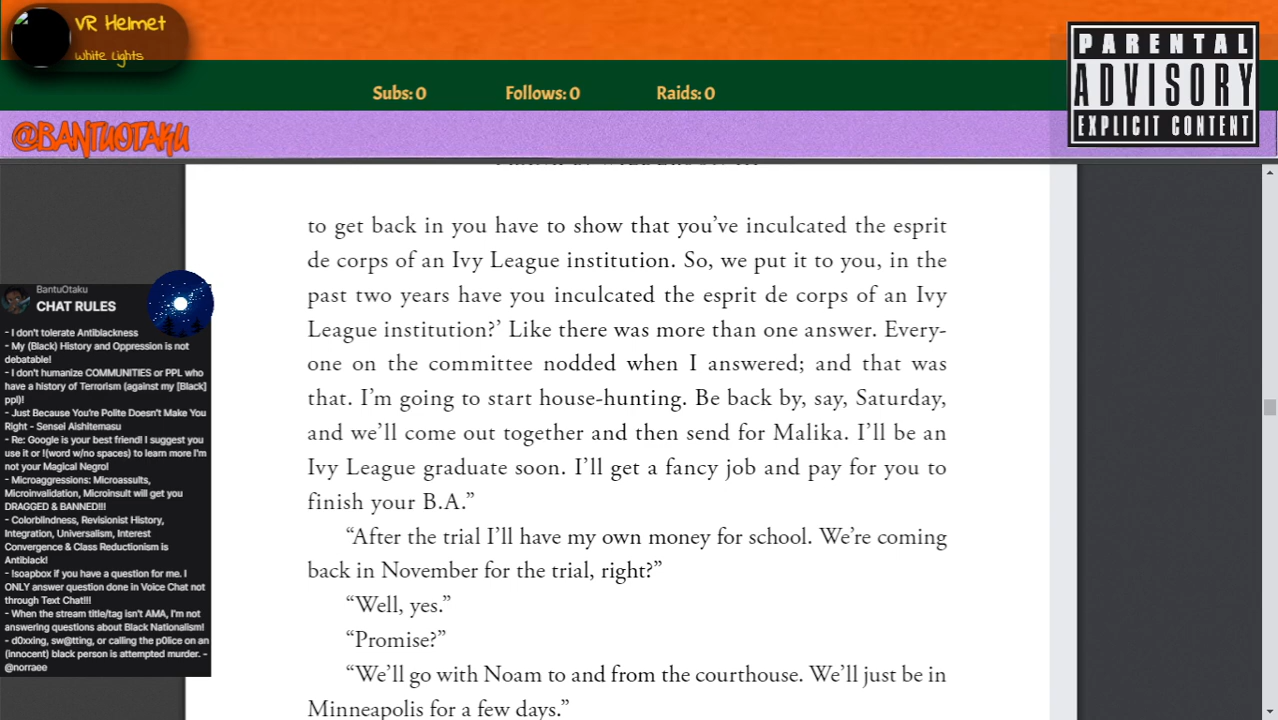 VR Helmet
White Lights
PARENTAL
ADVISORY
EXPLICIT CONTENT
Subs: 0 Follows: 0 Raids: 0
@BANTUOTAKU
to get back in you have to show that you’ve inculcated the esprit
de corps of an Ivy League institution. So, we put it to you, in the
past two years have you inculcated the esprit de corps of an Ivy
League institution?’ Like there was more than one answer. Every-
one on the committee nodded when I answered; and that was
that. I’m going to start house-hunting. Be back by, say, Saturday,
and we’ll come out together and then send for Malika. I’ll be an
Ivy League graduate soon. I’ll get a fancy job and pay for you to
finish your B.A.”
“After the trial I’ll have my own money for school. We’re coming
back in November for the trial, right?”
“Well, yes.”
“Promise?”
“We’ll go with Noam to and from the courthouse. We’ll just be in
Minneapolis for a few days.”
BantuOtaku
CHAT RULES
- I don't tolerate Antiblackness
- My (Black) History and Oppression is not
debatable!
- I don't humanize COMMUNITIES or PPL who
have a history of Terrorism (against my [Black]
ppl)!
- Just Because You're Polite Doesn't Make You
Right - Sensei Aishitemasu
- Re: Google is your best friend! I suggest you
use it or !(word w/no spaces) to learn more I'm
not your Magical Negro!
- Microaggressions: Microassults,
Microinvalidation, Microinsult will get you
DRAGGED & BANNED!!!
- Colorblindness, Revisionist History,
Integration, Universalism, Interest
Convergence & Class Reductionism is
Antiblack!
- !soapbox if you have a question for me. I
ONLY answer question done in Voice Chat not
through Text Chat!!!
- When the stream title/tag isn't AMA, I'm not
answering questions about Black Nationalism!
- d0xxing, sw@tting, or calling the p0lice on an
(innocent) black person is attempted murder. -
@norraee